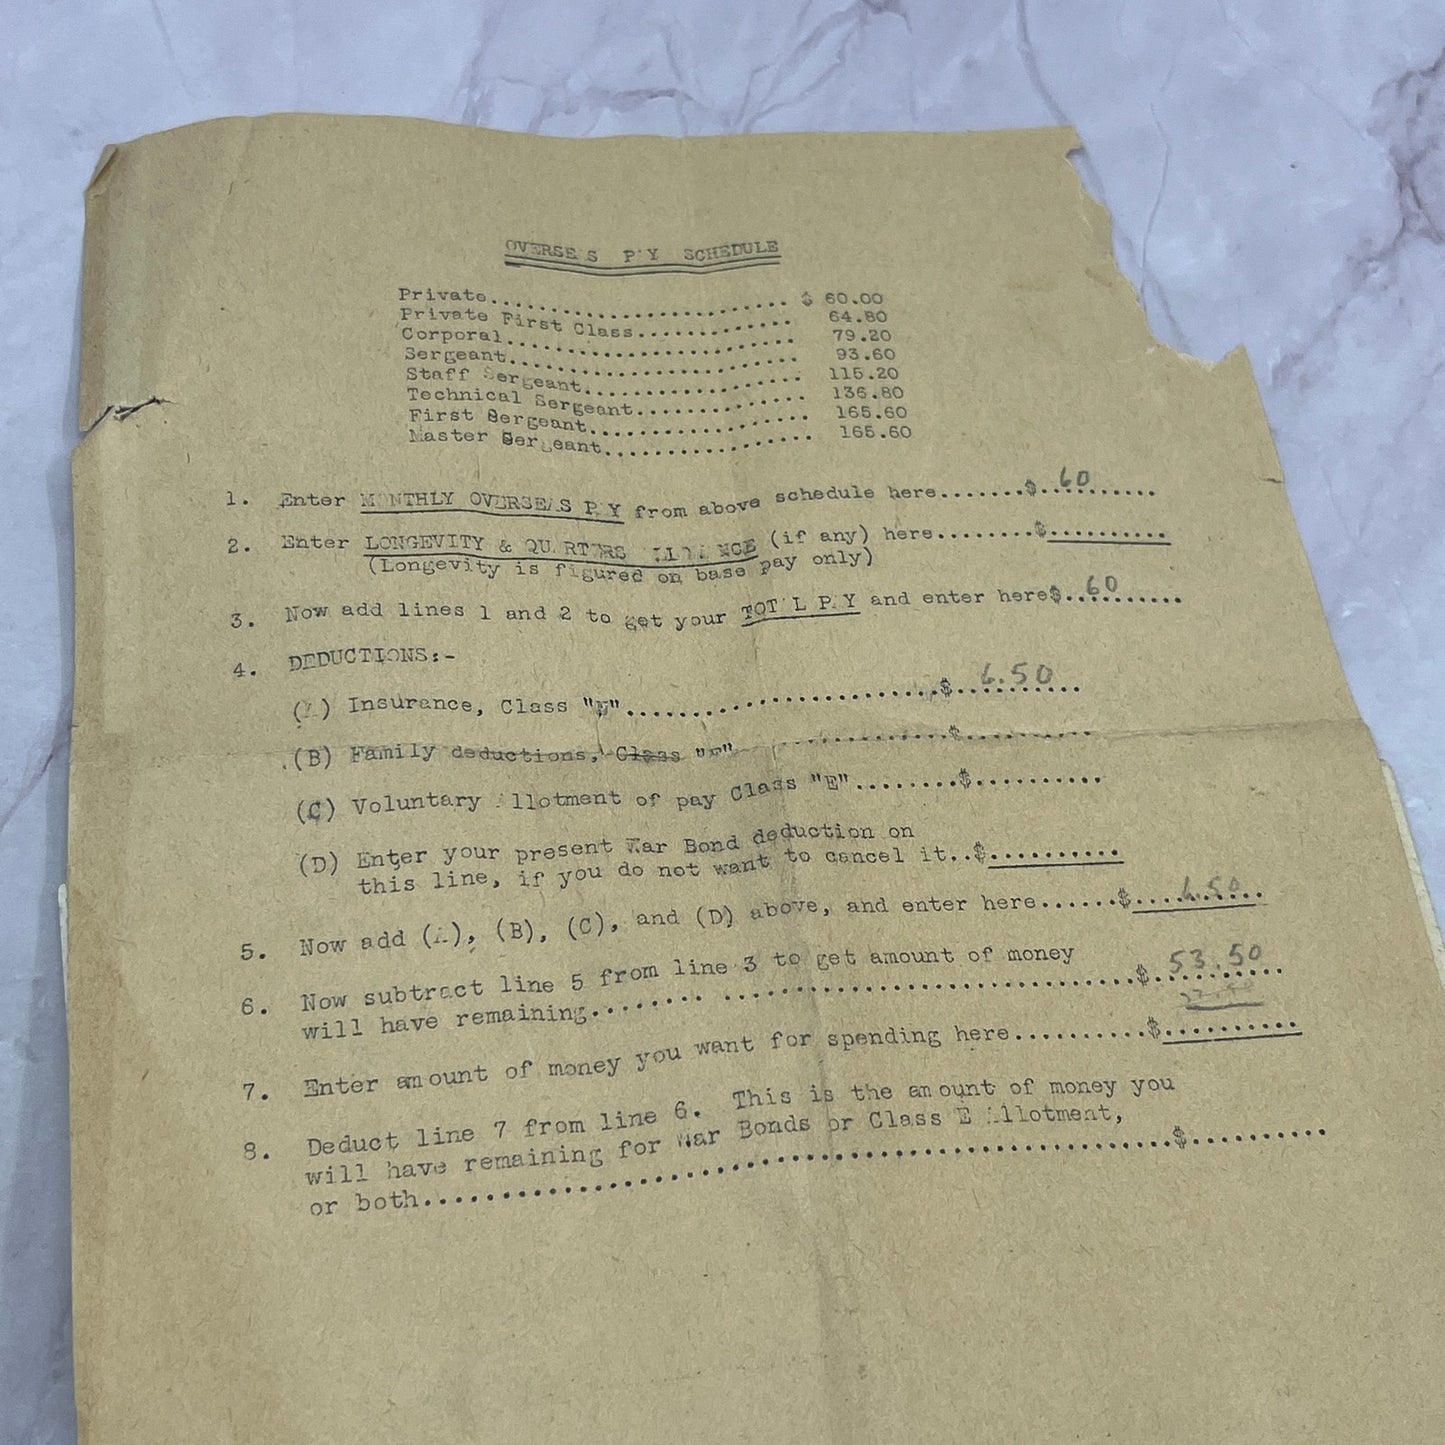 OVERSEAS PAY SCHEDULE
Private.............................. $ 60.00
Private First Class............. 64.80
Corporal........................ 79.20
Sergeant........................ 93.60
Staff Sergeant.................. 115.20
Technical Sergeant.............. 136.80
First Sergeant.................. 165.60
Master Sergeant................. 165.60
1. Enter MONTHLY OVERSEAS PAY from above schedule here.......$..60........
2. Enter LONGEVITY & QUARTERS ALLOWANCE (if any) here........$...........
(Longevity is figured on base pay only)
3. Now add lines 1 and 2 to get your TOTAL PAY and enter here$..60........
4. DEDUCTIONS:-
(A) Insurance, Class "E"........................$..6.50.....
(B) Family deductions, Class "F" ...............$...........
(C) Voluntary Allotment of pay Class "E"........$..........
(D) Enter your present War Bond deduction on
this line, if you do not want to cancel it..$..........
5. Now add (A), (B), (C), and (D) above, and enter here......$....6.50....
6. Now subtract line 5 from line 3 to get amount of money
will have remaining........ ..................................$.53.50.....
7. Enter amount of money you want for spending here...........$..........
8. Deduct line 7 from line 6. This is the amount of money you
will have remaining for War Bonds or Class E Allotment,
or both.......................................................$...........